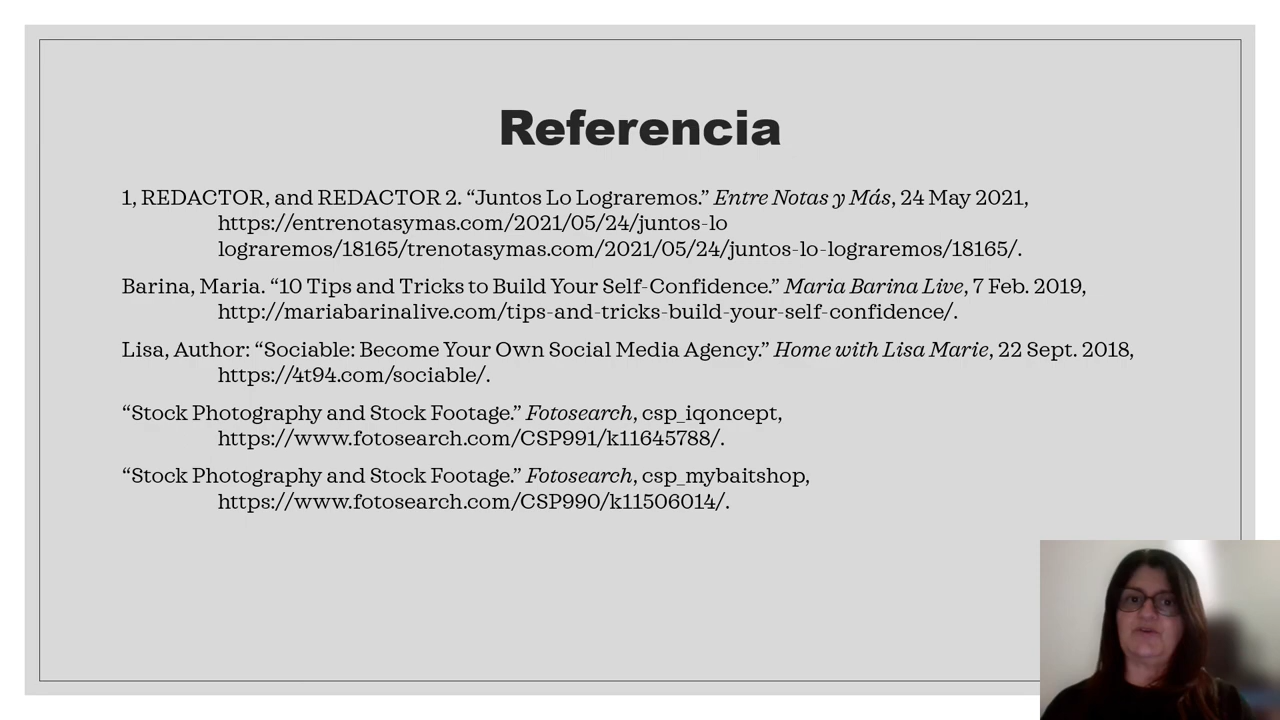 Referencia
1, REDACTOR, and REDACTOR 2. “Juntos Lo Lograremos.” Entre Notas y Más, 24 May 2021,
https://entrenotasymas.com/2021/05/24/juntos-lo
lograremos/18165/trenotasymas.com/2021/05/24/juntos-lo-lograremos/18165/.
Barina, Maria. “10 Tips and Tricks to Build Your Self-Confidence.” Maria Barina Live, 7 Feb. 2019,
http://mariabarinalive.com/tips-and-tricks-build-your-self-confidence/.
Lisa, Author: “Sociable: Become Your Own Social Media Agency.” Home with Lisa Marie, 22 Sept. 2018,
https://4t94.com/sociable/.
“Stock Photography and Stock Footage.” Fotosearch, csp_iqoncept,
https://www.fotosearch.com/CSP991/k11645788/.
“Stock Photography and Stock Footage.” Fotosearch, csp_mybaitshop,
https://www.fotosearch.com/CSP990/k11506014/.